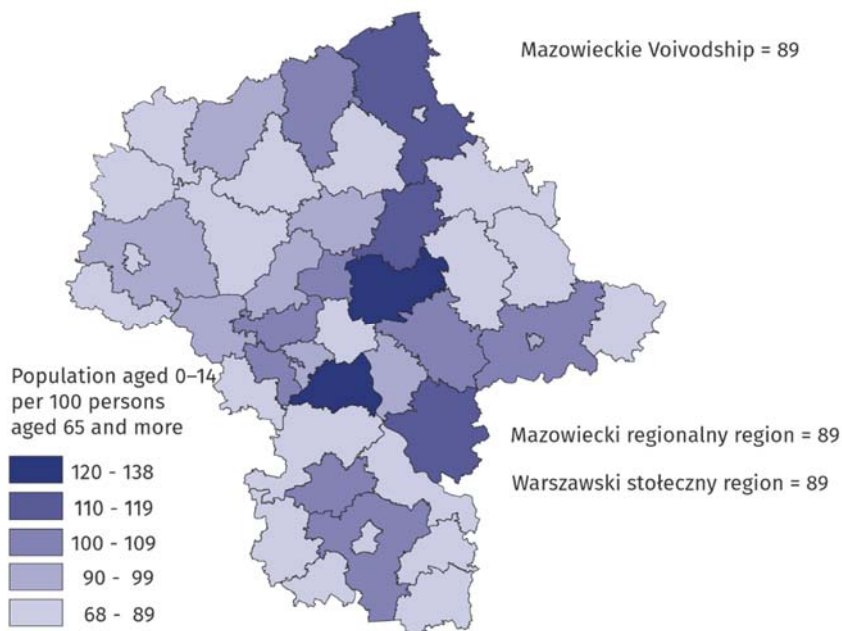 Mazowieckie Voivodship = 89
Population aged 0–14
per 100 persons
aged 65 and more
120 - 138
110 - 119
100 - 109
90 - 99
68 - 89
Mazowiecki regionalny region = 89
Warszawski stołeczny region = 89